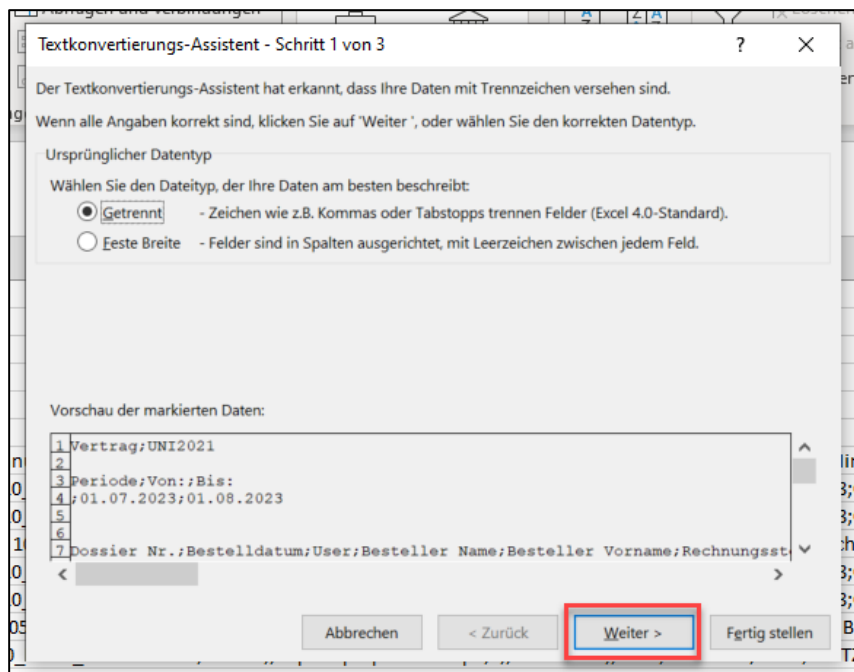 Textkonvertierungs-Assistent - Schritt 1 von 3
?
Der Textkonvertierungs-Assistent hat erkannt, dass Ihre Daten mit Trennzeichen versehen sind.
Wenn alle Angaben korrekt sind, klicken Sie auf 'Weiter ', oder wählen Sie den korrekten Datentyp.
Ursprünglicher Datentyp
Wählen Sie den Dateityp, der Ihre Daten am besten beschreibt:
Getrennt - Zeichen wie z.B. Kommas oder Tabstopps trennen Felder (Excel 4.0-Standard).
Feste Breite - Felder sind in Spalten ausgerichtet, mit Leerzeichen zwischen jedem Feld.
Vorschau der markierten Daten:
1 Vertrag;UNI2021
2
3 Periode;Von:;Bis:
4 ;01.07.2023;01.08.2023
5
6
7 Dossier Nr.;Bestelldatum;User;Besteller Name;Besteller Vorname;Rechnungsst
Abbrechen < Zurück Weiter > Fertig stellen